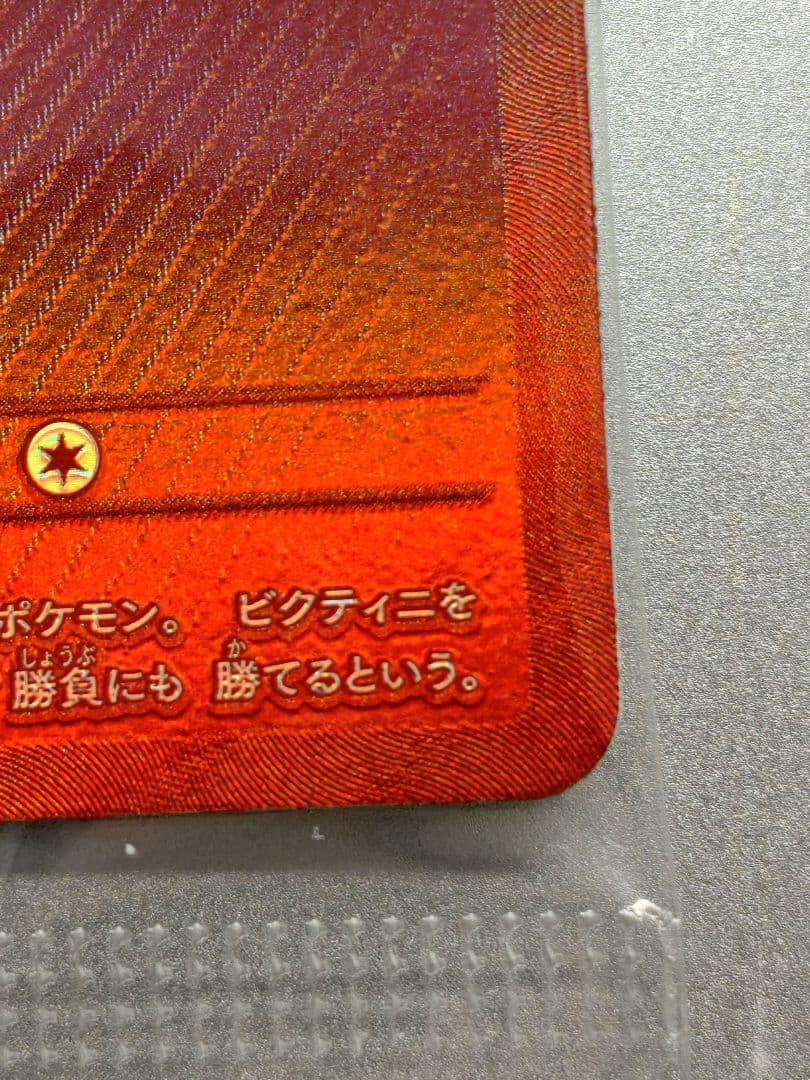 ポケモン。 ビクティニを
しょうぶ か
勝負にも 勝てるという。